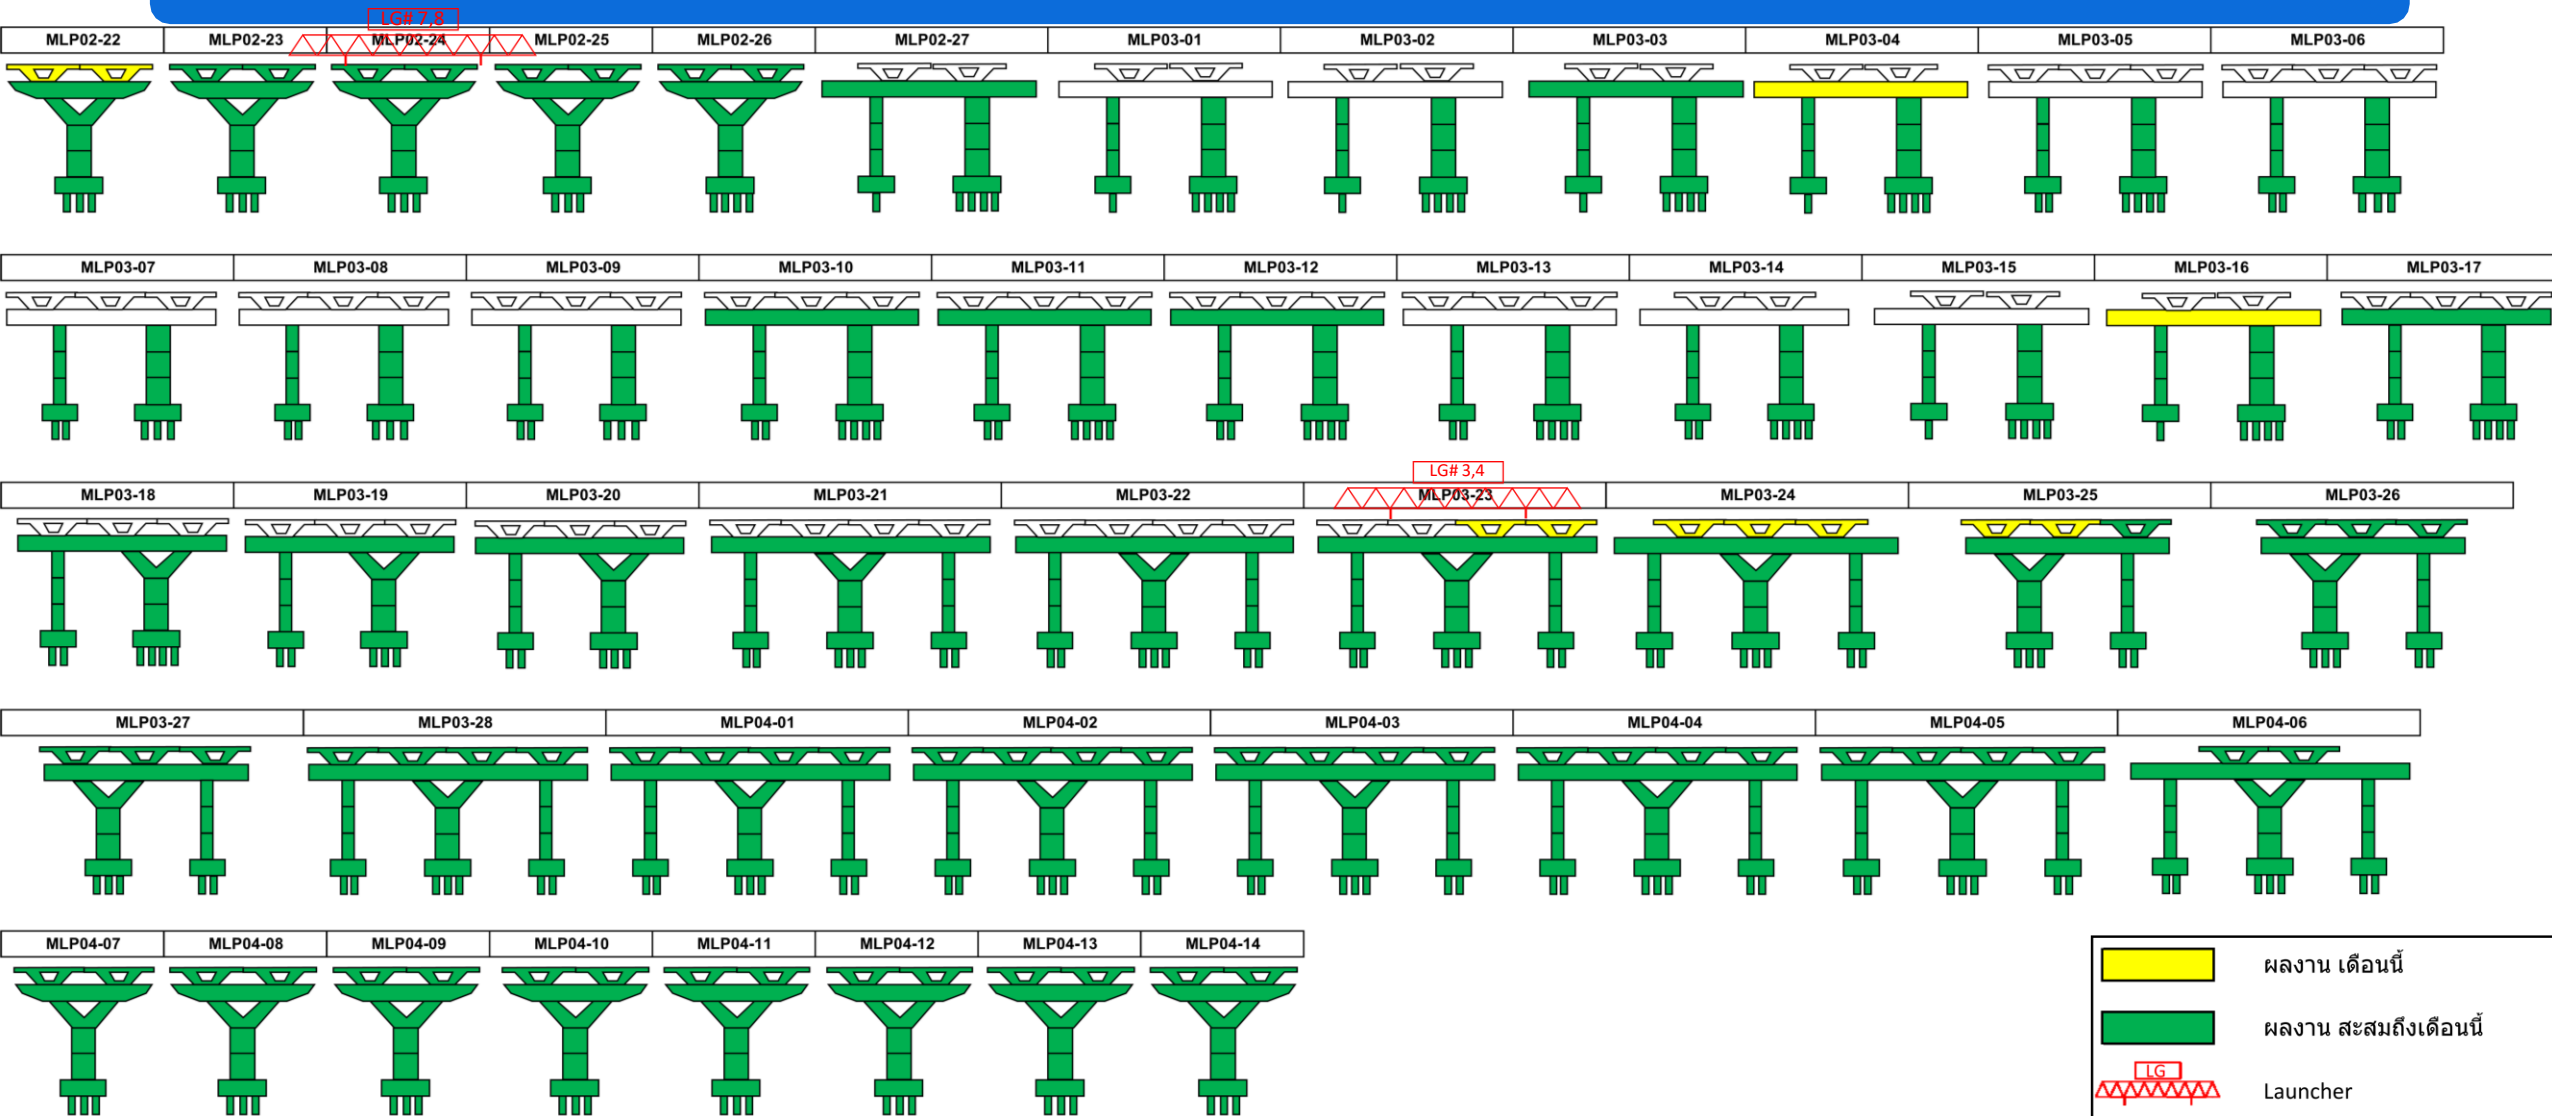 LG# 7,8
MLP02-22 MLP02-23 MLP02-24 MLP02-25 MLP02-26 MLP02-27 MLP03-01 MLP03-02 MLP03-03 MLP03-04 MLP03-05 MLP03-06
MLP03-07 MLP03-08 MLP03-09 MLP03-10 MLP03-11 MLP03-12 MLP03-13 MLP03-14 MLP03-15 MLP03-16 MLP03-17
LG# 3,4
MLP03-18 MLP03-19 MLP03-20 MLP03-21 MLP03-22 MLP03-23 MLP03-24 MLP03-25 MLP03-26
MLP03-27 MLP03-28 MLP04-01 MLP04-02 MLP04-03 MLP04-04 MLP04-05 MLP04-06
MLP04-07 MLP04-08 MLP04-09 MLP04-10 MLP04-11 MLP04-12 MLP04-13 MLP04-14
ผลงาน เดือนนี้
ผลงาน สะสมถึงเดือนนี้
LG
Launcher